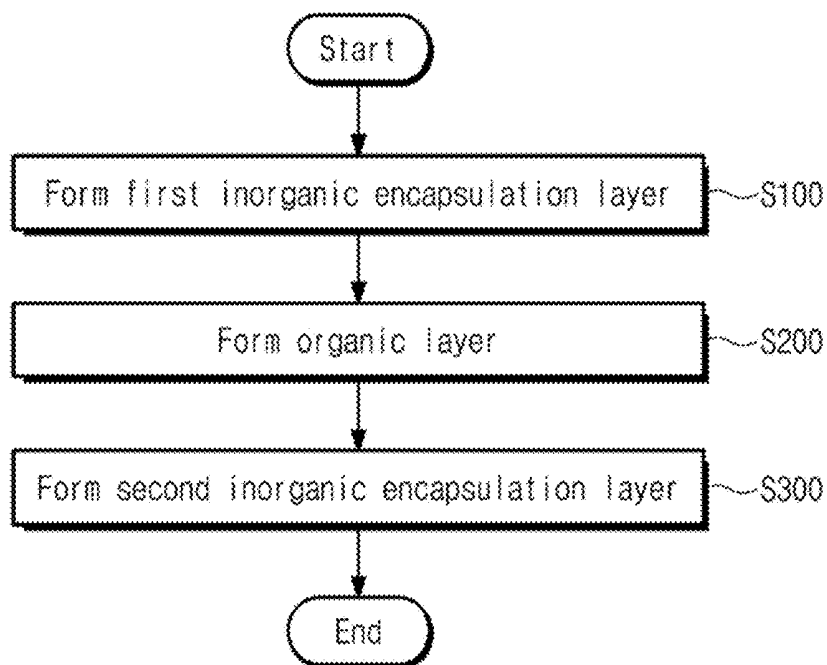 Start
Form first inorganic encapsulation layer
S100
Form organic layer
S200
Form second inorganic encapsulation layer
S300
End